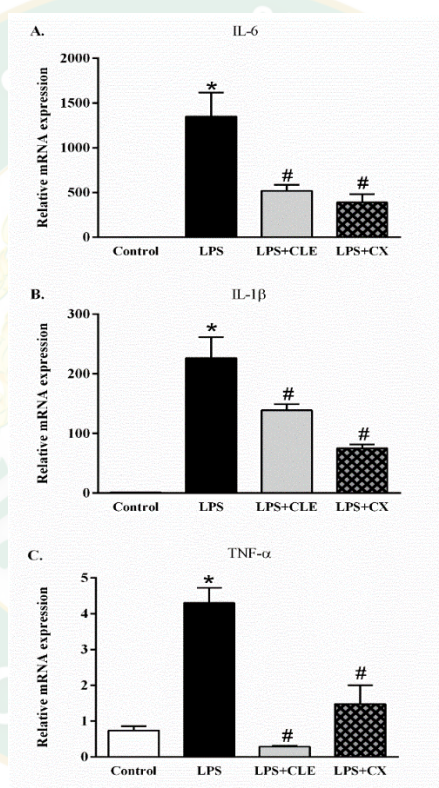 A. IL-6
Relative mRNA expression
2000
1500
1000
500
0
*
#
#
Control LPS LPS+CLE LPS+CX
B. IL-1β
Relative mRNA expression
300
200
100
0
*
#
#
Control LPS LPS+CLE LPS+CX
C. TNF-α
Relative mRNA expression
5
4
3
2
1
0
*
#
#
Control LPS LPS+CLE LPS+CX